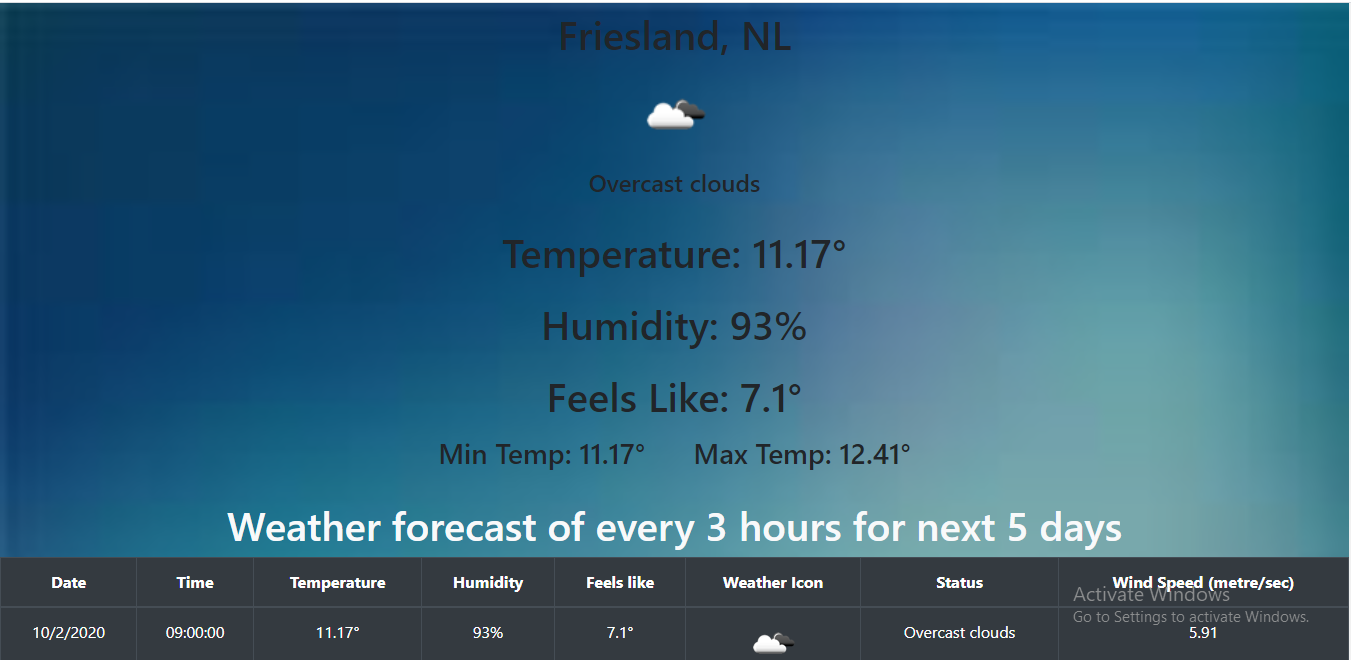 Friesland, NL
Overcast clouds
Temperature: 11.17°
Humidity: 93%
Feels Like: 7.1°
Min Temp: 11.17° Max Temp: 12.41°
Weather forecast of every 3 hours for next 5 days
Date Time Temperature Humidity Feels like Weather Icon Status Wind Speed (metre/sec)
10/2/2020 09:00:00 11.17° 93% 7.1° Overcast clouds 5.91
Activate Windows
Go to Settings to activate Windows.